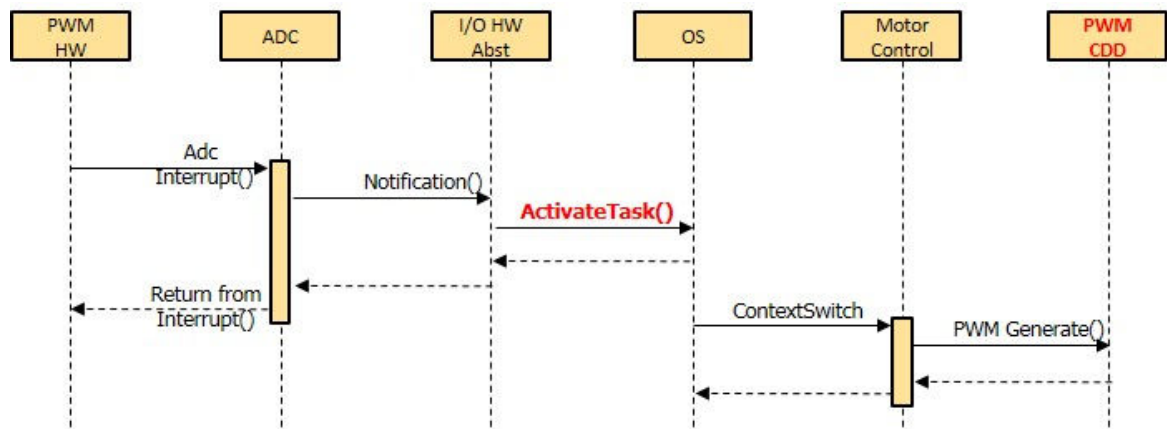 PWM
HW
ADC
I/O HW
Abst
OS
Motor
Control
PWM
CDD
Adc
Interrupt()
Notification()
ActivateTask()
Return from
Interrupt()
ContextSwitch
PWM Generate()